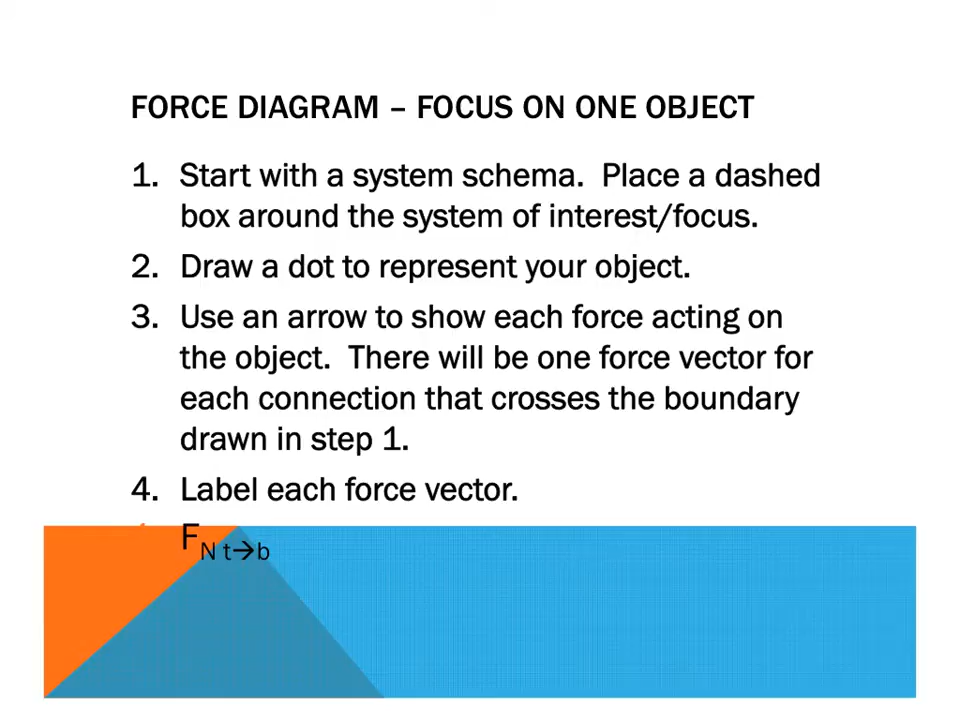 FORCE DIAGRAM – FOCUS ON ONE OBJECT
1. Start with a system schema. Place a dashed
box around the system of interest/focus.
2. Draw a dot to represent your object.
3. Use an arrow to show each force acting on
the object. There will be one force vector for
each connection that crosses the boundary
drawn in step 1.
4. Label each force vector.
F N t→b